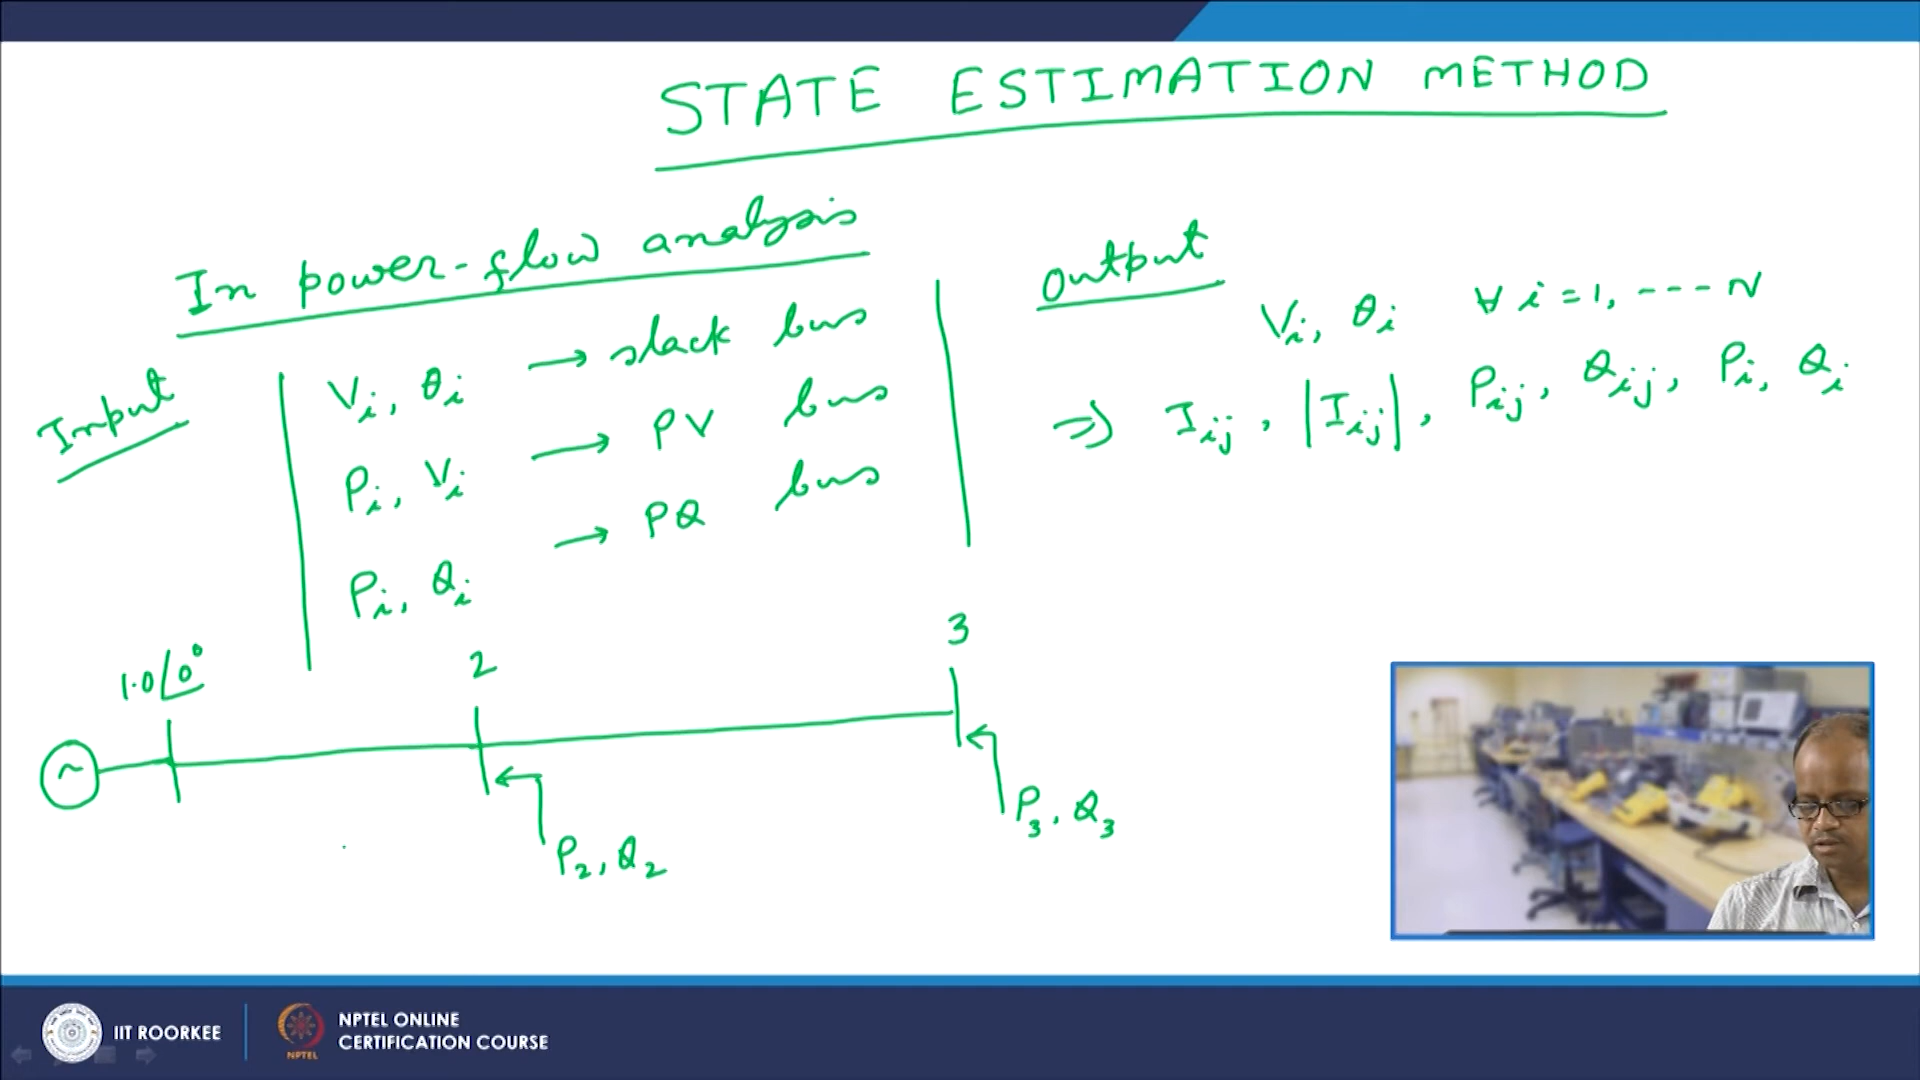 STATE ESTIMATION METHOD
In power-flow analysis
Input
Vi, θi → slack bus
Pi, Vi → PV bus
Pi, Qi → PQ bus
Output
Vi, θi ∀ i = 1, ---- N
⇒ Iij, |Iij|, Pij, Qij, Pi, Qi
1.0∠0°
2
3
~
P2, Q2
P3, Q3
IIT ROORKEE
NPTEL
NPTEL ONLINE
CERTIFICATION COURSE